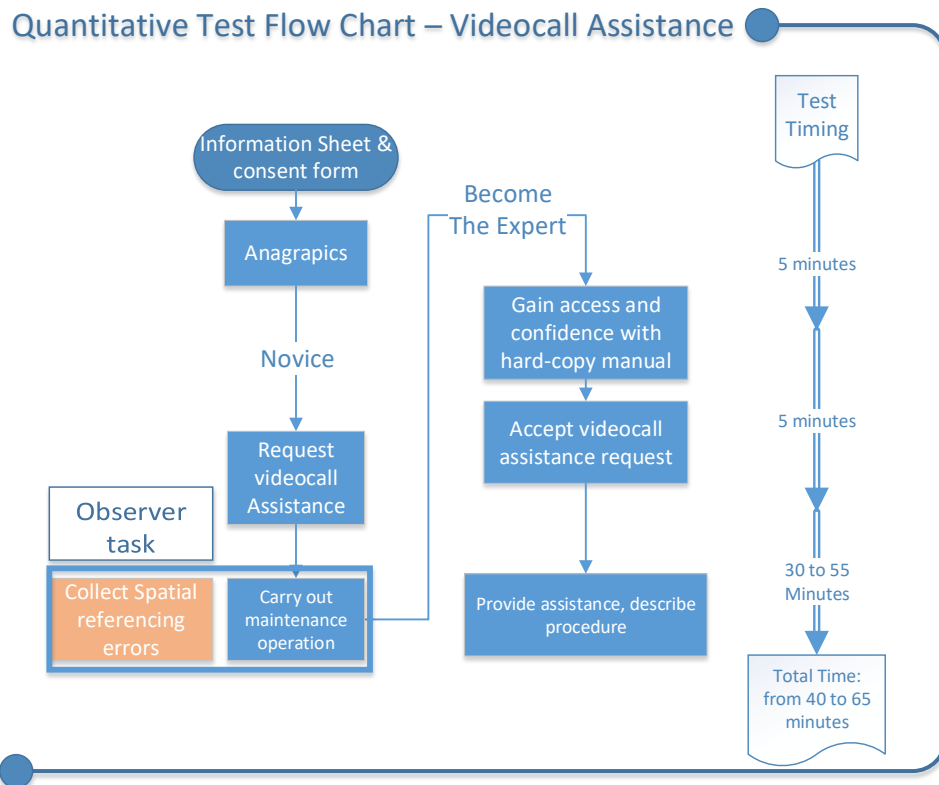 Quantitative Test Flow Chart – Videocall Assistance
Information Sheet &
consent form
Anagrapics
Novice
Request
videocall
Assistance
Observer
task
Collect Spatial
referencing
errors
Carry out
maintenance
operation
Become
The Expert
Gain access and
confidence with
hard-copy manual
Accept videocall
assistance request
Provide assistance, describe
procedure
Test
Timing
5 minutes
5 minutes
30 to 55
Minutes
Total Time:
from 40 to 65
minutes